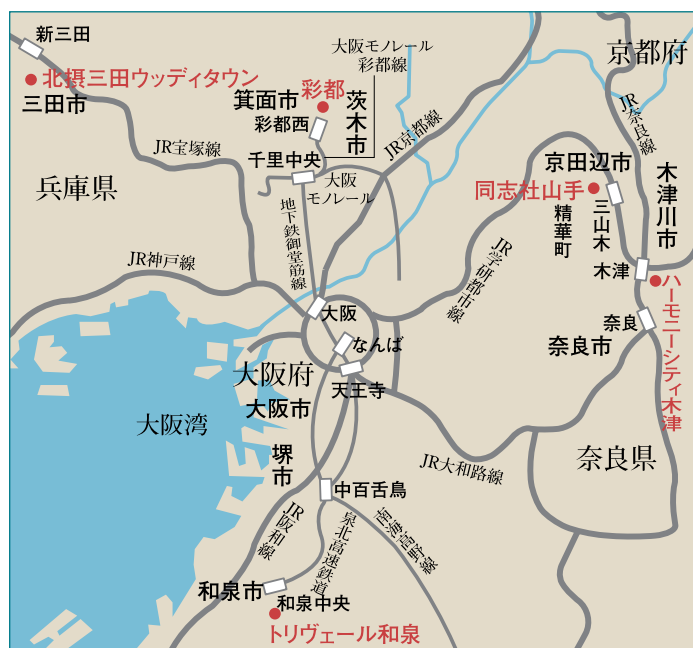 新三田
北摂三田ウッディタウン
三田市
大阪モノレール
彩都線
箕面市
彩都
彩都西
茨木市
千里中央
大阪
モノレール
JR宝塚線
JR京都線
京都府
JR奈良線
兵庫県
地下鉄御堂筋線
京田辺市
同志社山手
三山木
精華町
木津川市
木津
JR学研都市線
JR神戸線
ハーモニーシティ木津
奈良
奈良市
大阪
なんば
大阪府
天王寺
大阪市
大阪湾
堺市
JR大和路線
奈良県
中百舌鳥
JR阪和線
泉北高速鉄道
南海高野線
和泉市
和泉中央
トリヴェール和泉